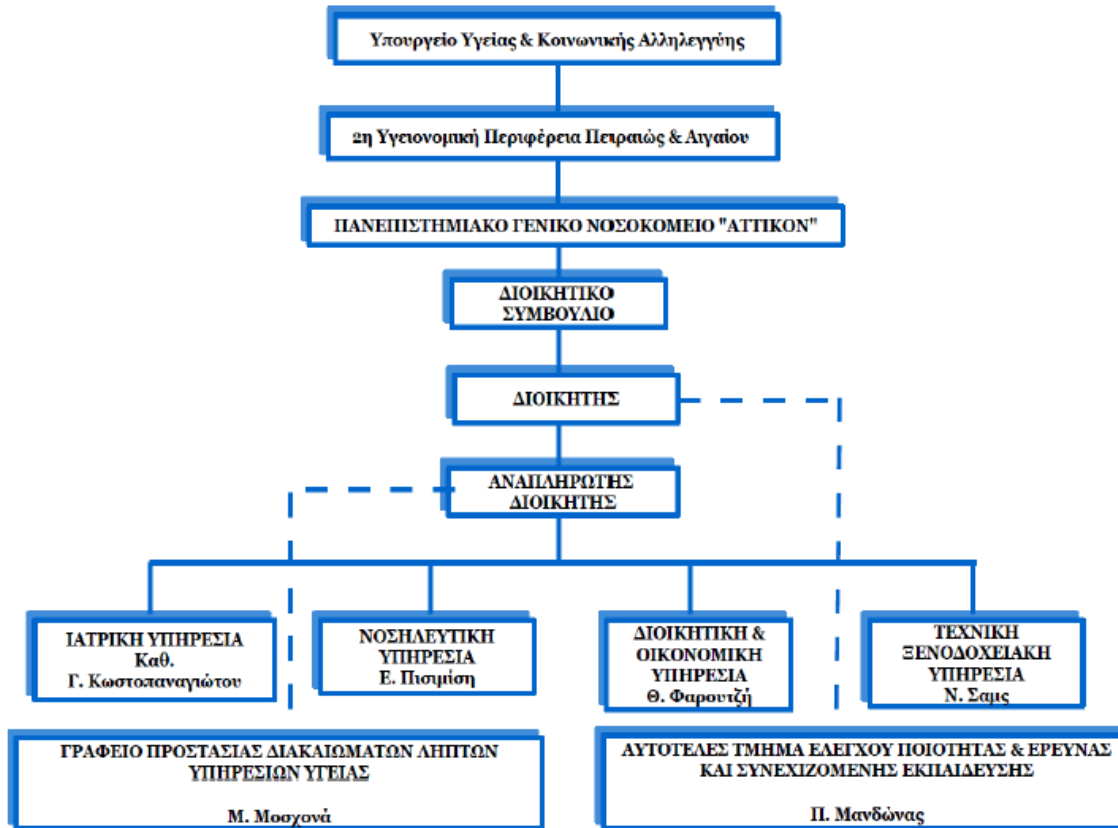 Υπουργείο Υγείας & Κοινωνικής Αλληλεγγύης
2η Υγειονομική Περιφέρεια Πειραιώς & Αιγαίου
ΠΑΝΕΠΙΣΤΗΜΙΑΚΟ ΓΕΝΙΚΟ ΝΟΣΟΚΟΜΕΙΟ "ΑΤΤΙΚΟΝ"
ΔΙΟΙΚΗΤΙΚΟ
ΣΥΜΒΟΥΛΙΟ
ΔΙΟΙΚΗΤΗΣ
ΑΝΑΠΛΗΡΩΤΗΣ
ΔΙΟΙΚΗΤΗΣ
ΙΑΤΡΙΚΗ ΥΠΗΡΕΣΙΑ
Καθ.
Γ. Κωστοπαναγιώτου
ΝΟΣΗΛΕΥΤΙΚΗ
ΥΠΗΡΕΣΙΑ
Ε. Πισιμίση
ΔΙΟΙΚΗΤΙΚΗ &
ΟΙΚΟΝΟΜΙΚΗ
ΥΠΗΡΕΣΙΑ
Θ. Φαρουτζή
ΤΕΧΝΙΚΗ
ΞΕΝΟΔΟΧΕΙΑΚΗ
ΥΠΗΡΕΣΙΑ
Ν. Σαμς
ΓΡΑΦΕΙΟ ΠΡΟΣΤΑΣΙΑΣ ΔΙΑΚΑΙΩΜΑΤΩΝ ΛΗΠΤΩΝ
ΥΠΗΡΕΣΙΩΝ ΥΓΕΙΑΣ
Μ. Μοσχονά
ΑΥΤΟΤΕΛΕΣ ΤΜΗΜΑ ΕΛΕΓΧΟΥ ΠΟΙΟΤΗΤΑΣ & ΕΡΕΥΝΑΣ
ΚΑΙ ΣΥΝΕΧΙΖΟΜΕΝΗΣ ΕΚΠΑΙΔΕΥΣΗΣ
Π. Μανδώνας